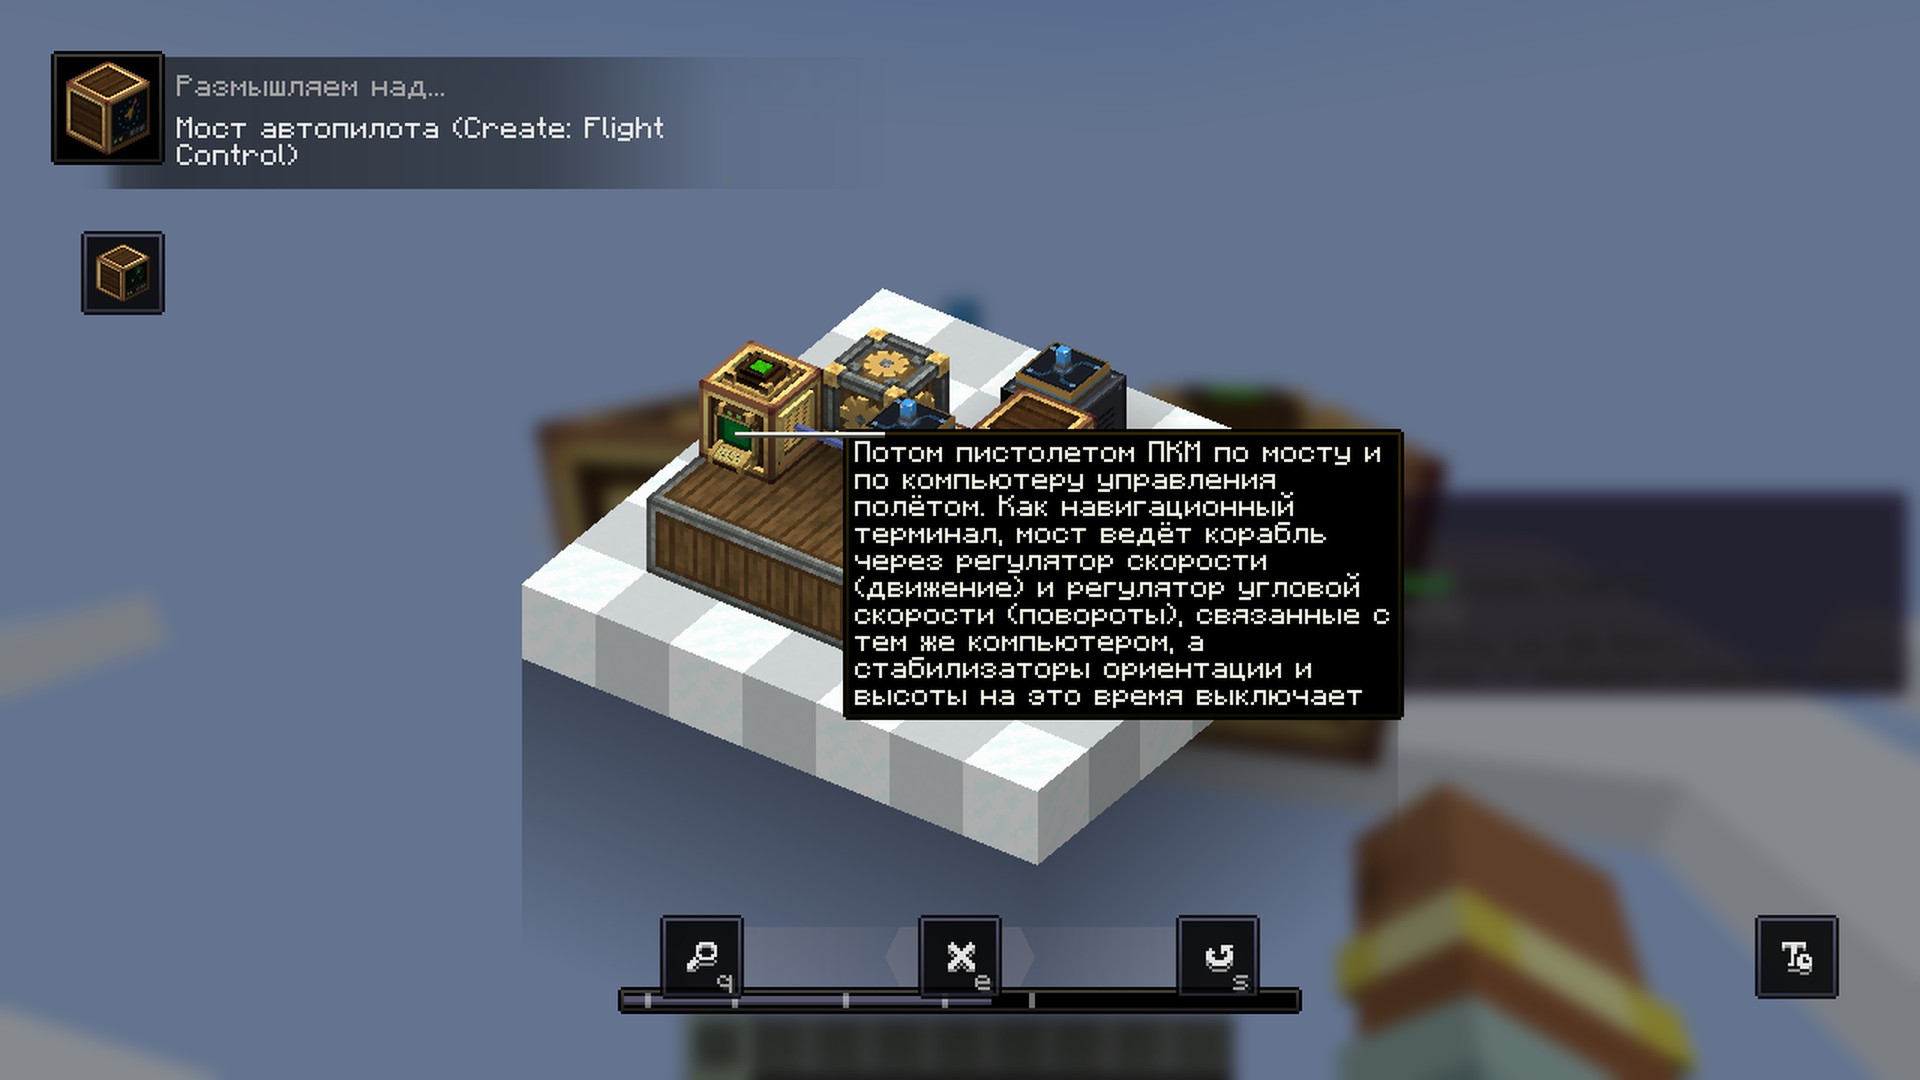 Размышляем над...
Мост автопилота (Create: Flight
Control)
Потом пистолетом ПКМ по мосту и
по компьютеру управления
полётом. Как навигационный
терминал, мост ведёт корабль
через регулятор скорости
(движение) и регулятор угловой
скорости (повороты), связанные с
тем же компьютером, а
стабилизаторы ориентации и
высоты на это время выключает
q
e
s